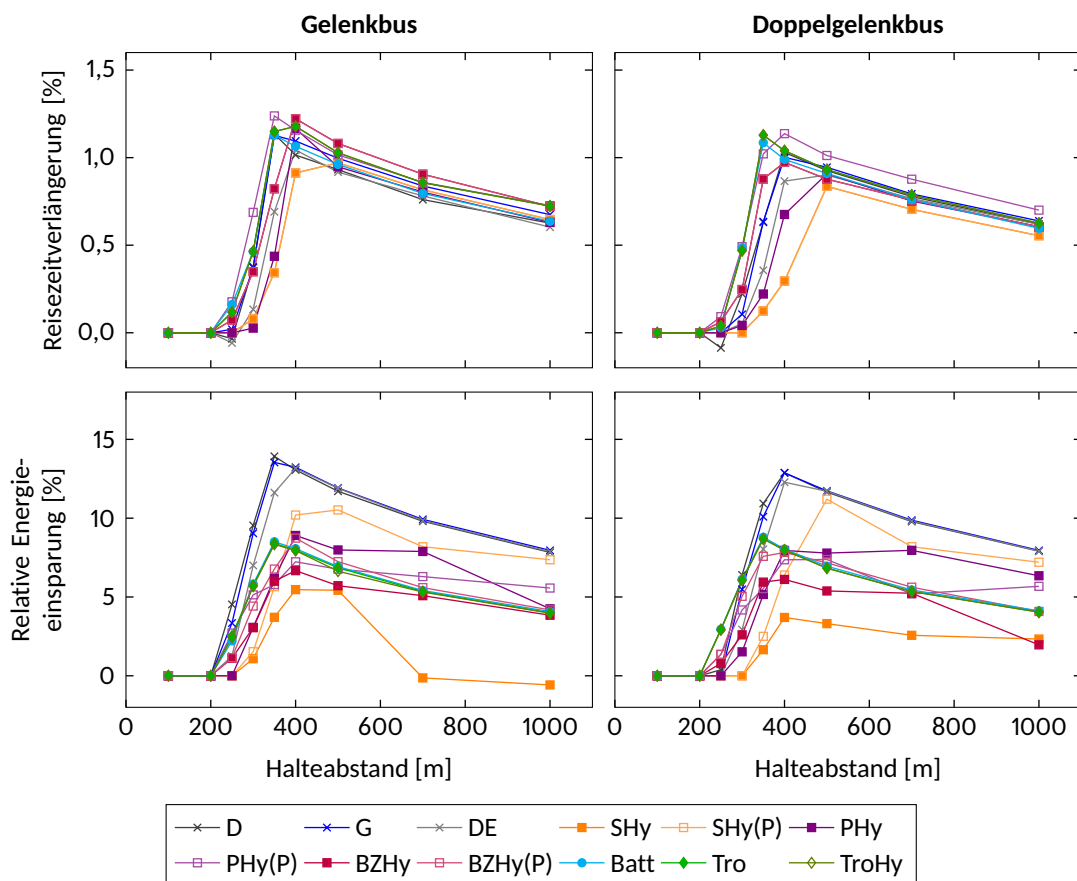 Gelenkbus
Doppelgelenkbus
Reisezeitverlängerung [%]
1,5
1,0
0,5
0,0
Relative Energie-
einsparung [%]
15
10
5
0
0 200 400 600 800 1000
0 200 400 600 800 1000
Halteabstand [m]
Halteabstand [m]
D G DE SHy SHy(P) PHy
PHy(P) BZHy BZHy(P) Batt Tro TroHy